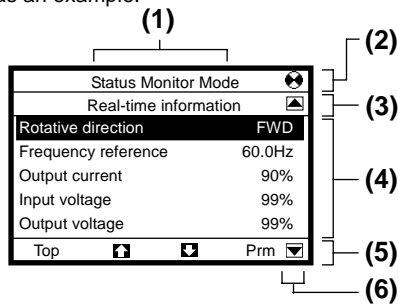 as an example.
(1)
(2)
Status Monitor Mode
Real-time information
(3)
Rotative direction FWD
Frequency reference 60.0Hz
Output current 90%
(4)
Input voltage 99%
Output voltage 99%
Top Prm
(5)
(6)